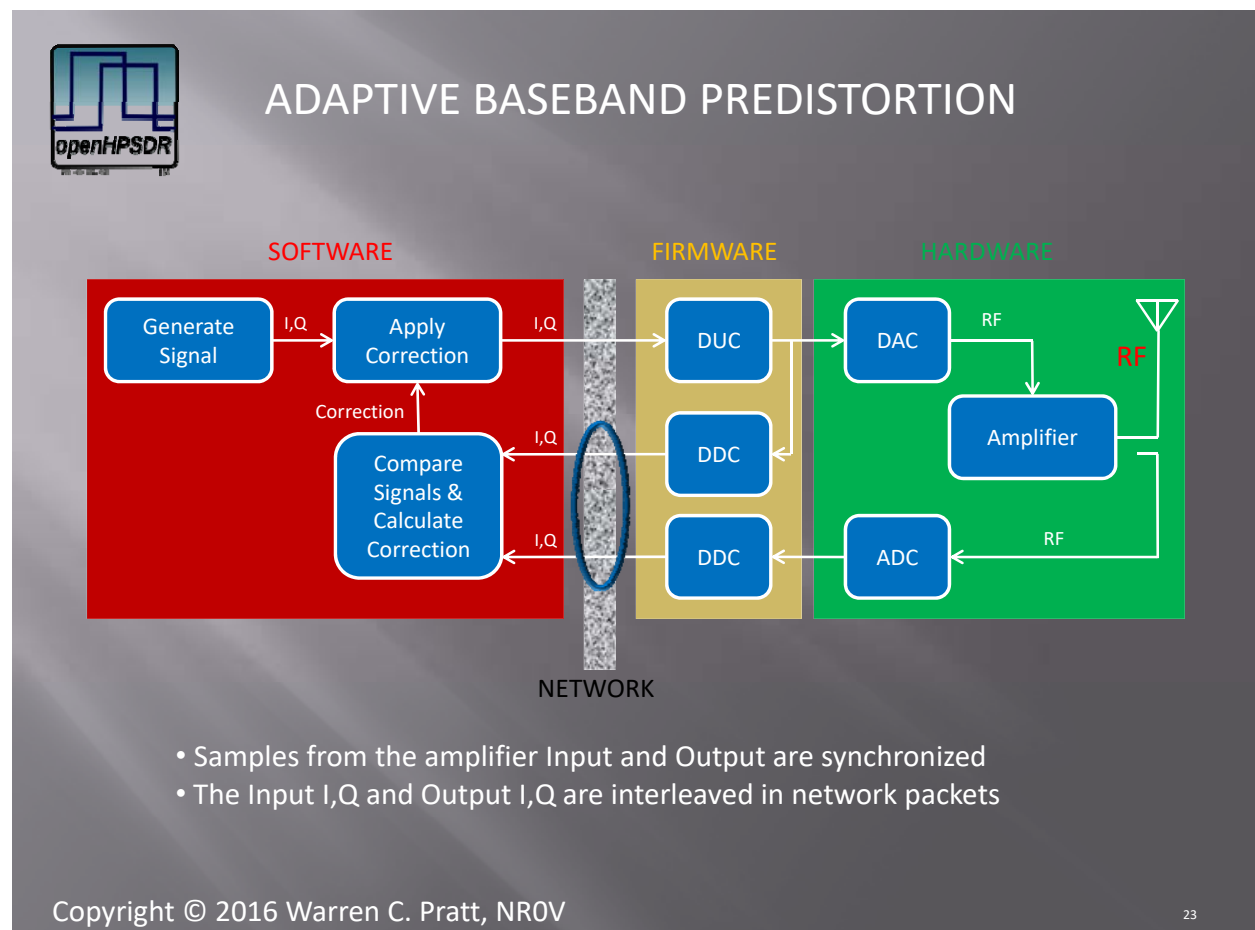 openHPSDR
ADAPTIVE BASEBAND PREDISTORTION
SOFTWARE
FIRMWARE
HARDWARE
Generate
Signal
I,Q
Apply
Correction
I,Q
DUC
DAC
RF
RF
Correction
Amplifier
Compare
Signals &
Calculate
Correction
I,Q
DDC
I,Q
DDC
ADC
RF
NETWORK
• Samples from the amplifier Input and Output are synchronized
• The Input I,Q and Output I,Q are interleaved in network packets
Copyright © 2016 Warren C. Pratt, NR0V
23